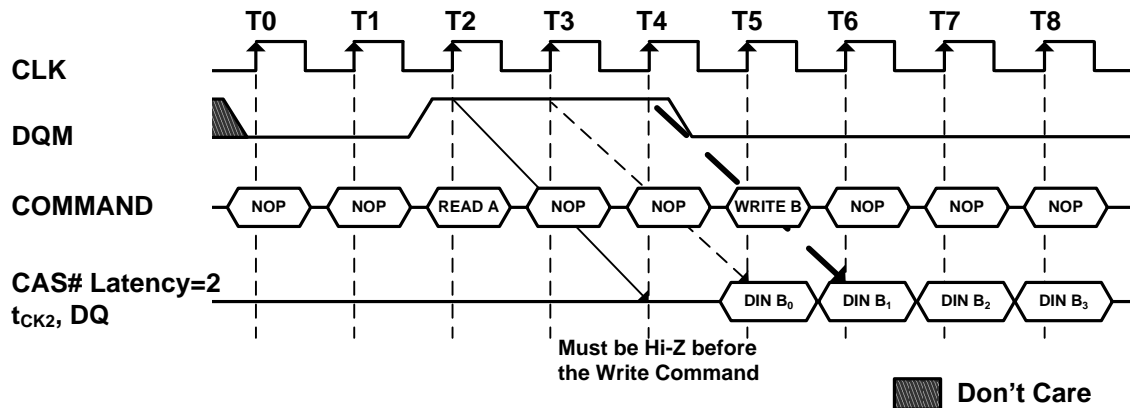 T0 T1 T2 T3 T4 T5 T6 T7 T8
CLK
DQM
COMMAND NOP NOP READ A NOP NOP WRITE B NOP NOP NOP
CAS# Latency=2
tCK2, DQ DIN B0 DIN B1 DIN B2 DIN B3
Must be Hi-Z before
the Write Command
Don't Care